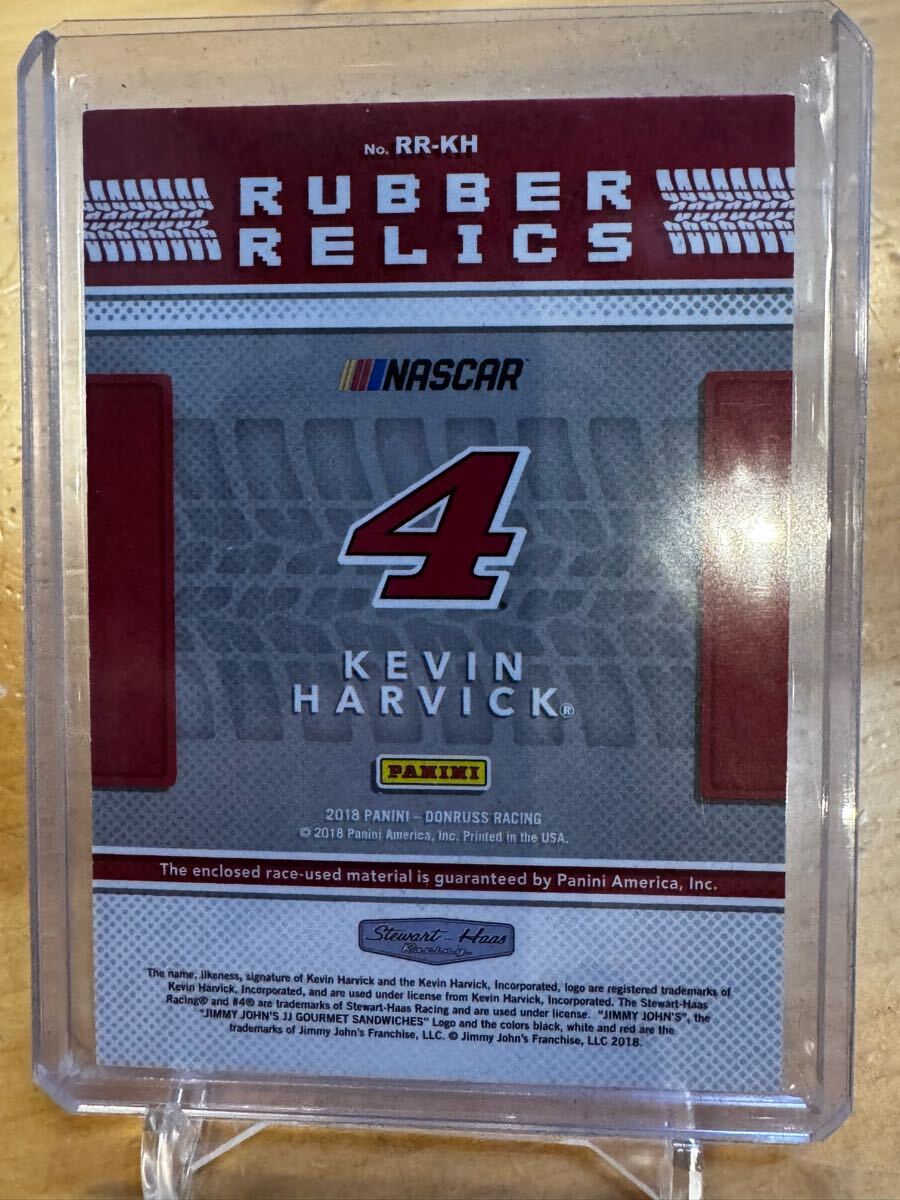 No. RR-KH
RUBBER
RELICS
NASCAR
4
KEVIN
HARVICK®
PANINI
2018 PANINI – DONRUSS RACING
© 2018 Panini America, Inc. Printed in the USA.
The enclosed race-used material is guaranteed by Panini America, Inc.
Stewart-Haas
Racing
The name, likeness, signature of Kevin Harvick and the Kevin Harvick, Incorporated, logo are registered trademarks of
Kevin Harvick, Incorporated, and are used under license from Kevin Harvick, Incorporated. The Stewart-Haas
Racing® and #4® are trademarks of Stewart-Haas Racing and are used under license. "JIMMY JOHN'S", the
"JIMMY JOHN'S JJ GOURMET SANDWICHES" Logo and the colors black, white and red are the
trademarks of Jimmy John's Franchise, LLC. © Jimmy John's Franchise, LLC 2018.